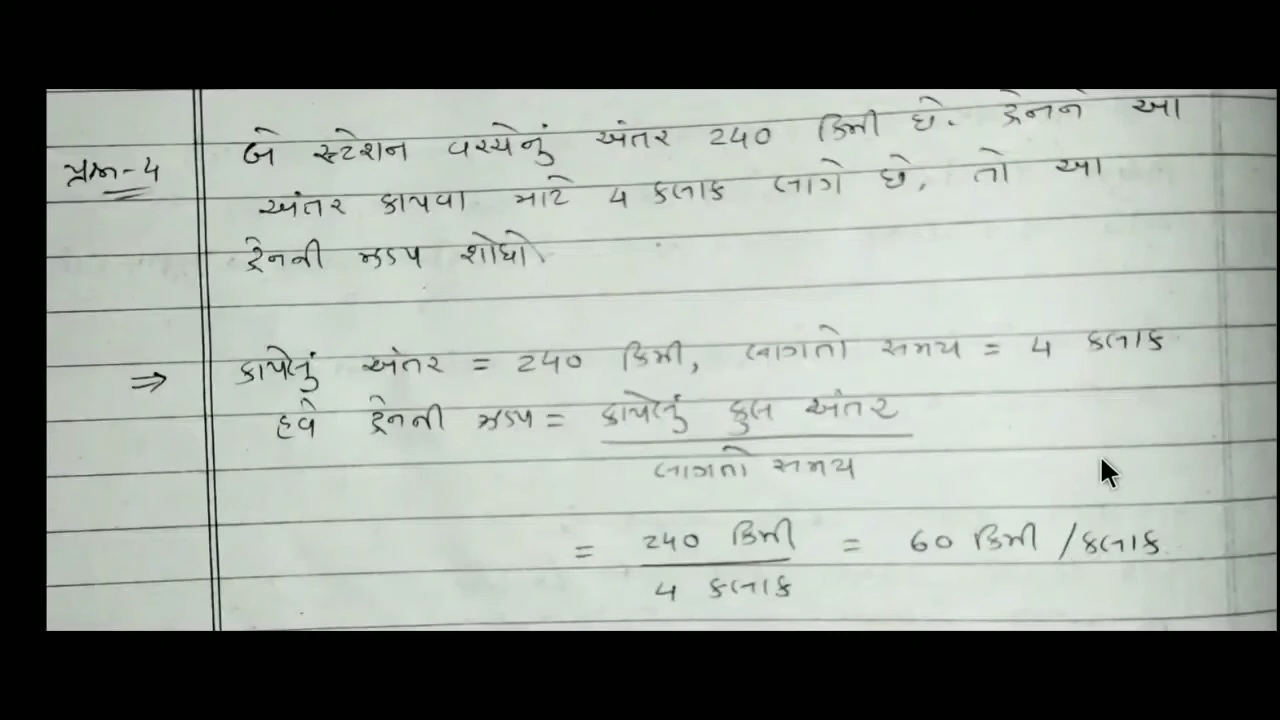 પ્રશ્ન-4
બે સ્ટેશન વચ્ચેનું અંતર 240 કિમી છે. ટ્રેનને આ
અંતર કાપવા માટે 4 કલાક લાગે છે, તો આ
ટ્રેનની ઝડપ શોધો.
⇒ કાપેલું અંતર = 240 કિમી, લાગતો સમય = 4 કલાક
હવે ટ્રેનની ઝડપ = કાપેલું કુલ અંતર
લાગતો સમય
= 240 કિમી = 60 કિમી /કલાક
4 કલાક